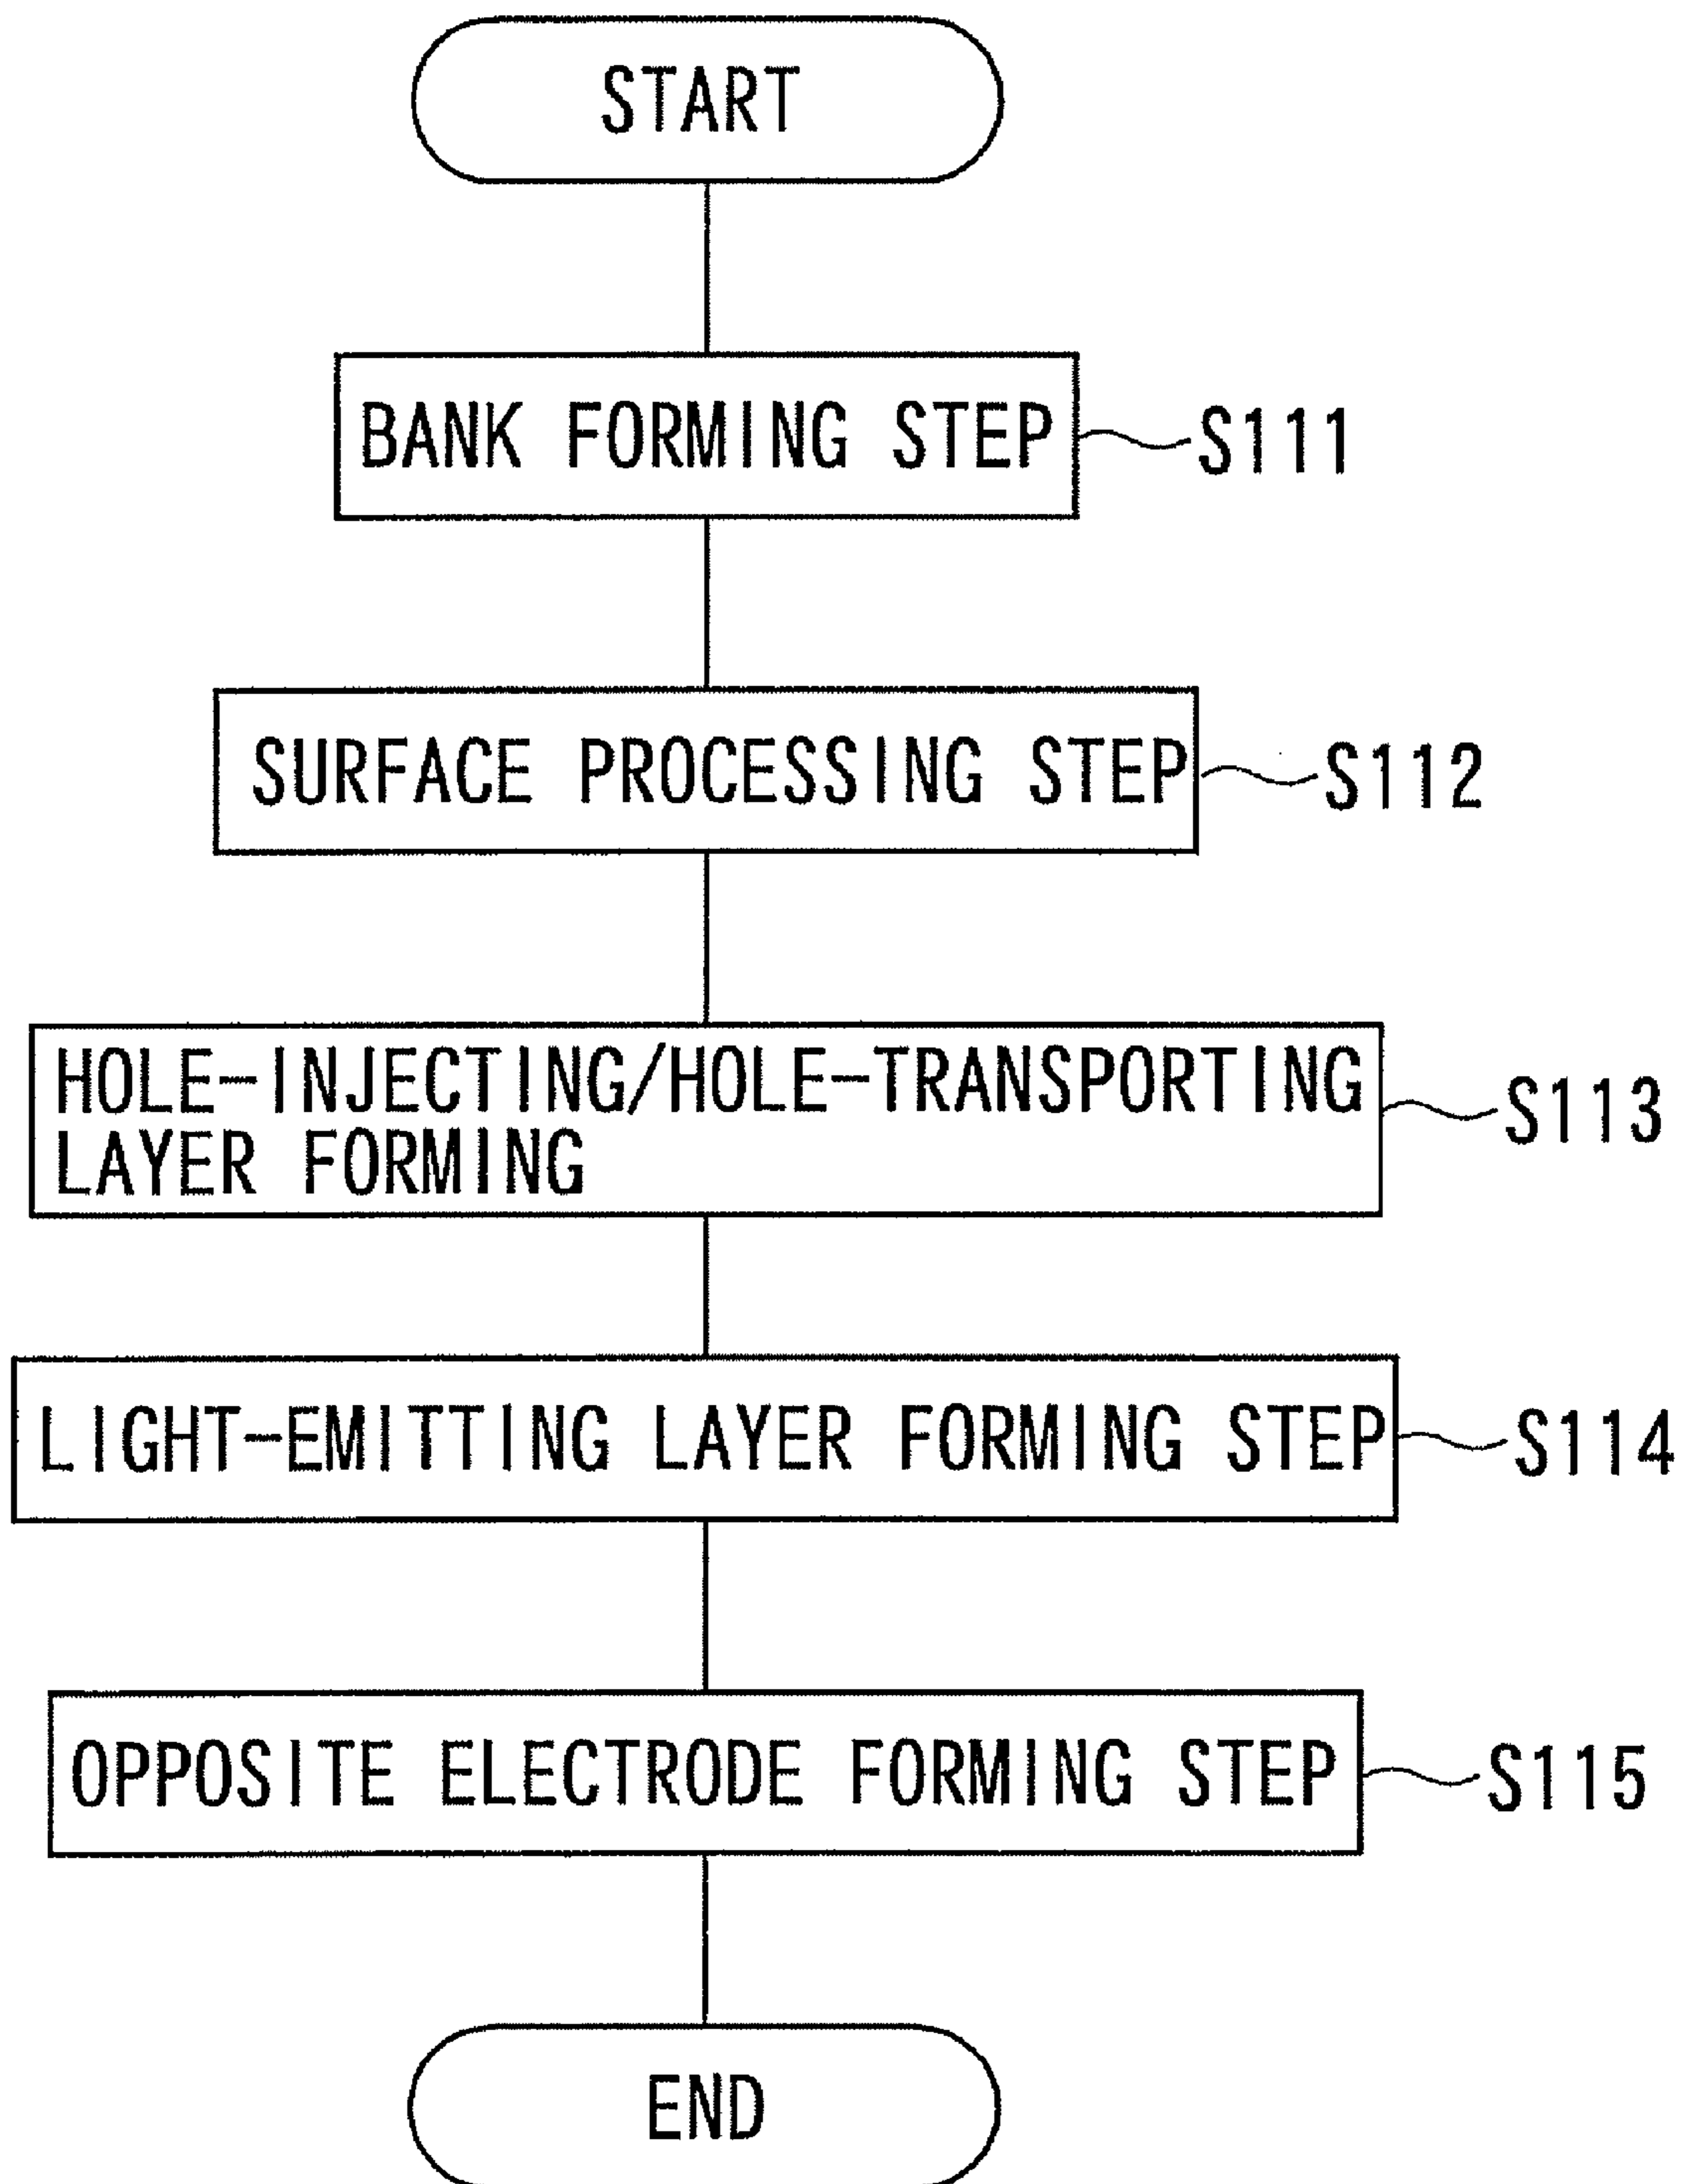 START
BANK FORMING STEP
S111
SURFACE PROCESSING STEP
S112
HOLE-INJECTING/HOLE-TRANSPORTING
LAYER FORMING
S113
LIGHT-EMITTING LAYER FORMING STEP
S114
OPPOSITE ELECTRODE FORMING STEP
S115
END